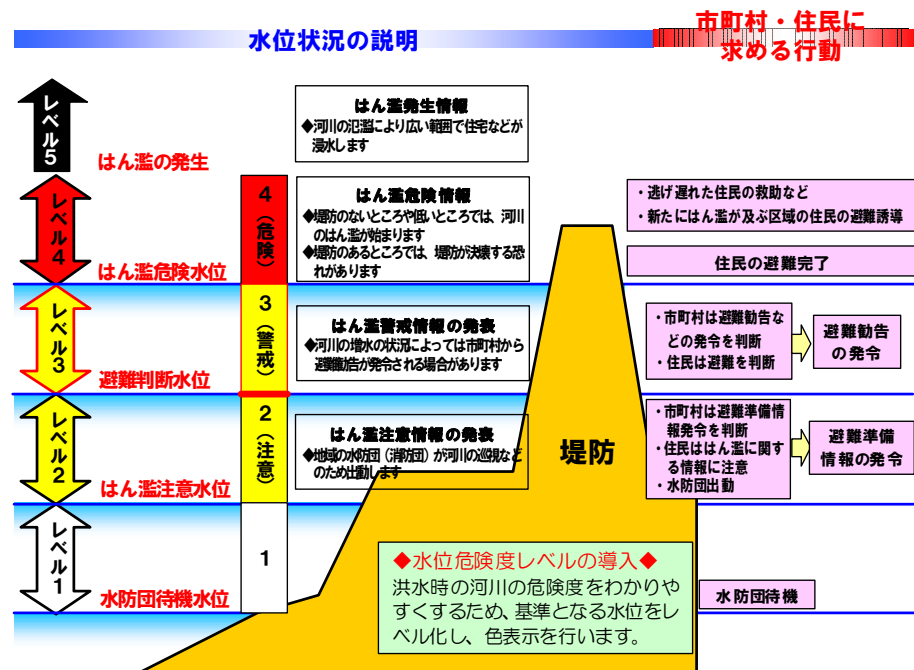 水位状況の説明
市町村・住民に
求める行動
レベル5
はん濫の発生
はん濫発生情報
◆河川の氾濫により広い範囲で住宅などが
浸水します
レベル4
はん濫危険水位
4（危険）
はん濫危険情報
◆堤防のないところや低いところでは、河川
のはん濫が始まります
◆堤防のあるところでは、堤防が決壊する恐
れがあります
・逃げ遅れた住民の救助など
・新たにはん濫が及ぶ区域の住民の避難誘導
住民の避難完了
レベル3
避難判断水位
3（警戒）
はん濫警戒情報の発表
◆河川の増水の状況によっては市町村から
避難勧告が発令される場合があります
・市町村は避難勧告な
どの発令を判断
・住民は避難を判断
避難勧告
の発令
レベル2
はん濫注意水位
2（注意）
はん濫注意情報の発表
◆地域の水防団（消防団）が河川の巡視など
のため出動します
堤防
・市町村は避難準備情
報発令を判断
・住民ははん濫に関す
る情報に注意
・水防団出動
避難準備
情報の発令
レベル1
水防団待機水位
1
◆水位危険度レベルの導入◆
洪水時の河川の危険度をわかりや
すくするため、基準となる水位をレ
ベル化し、色表示を行います。
水防団待機